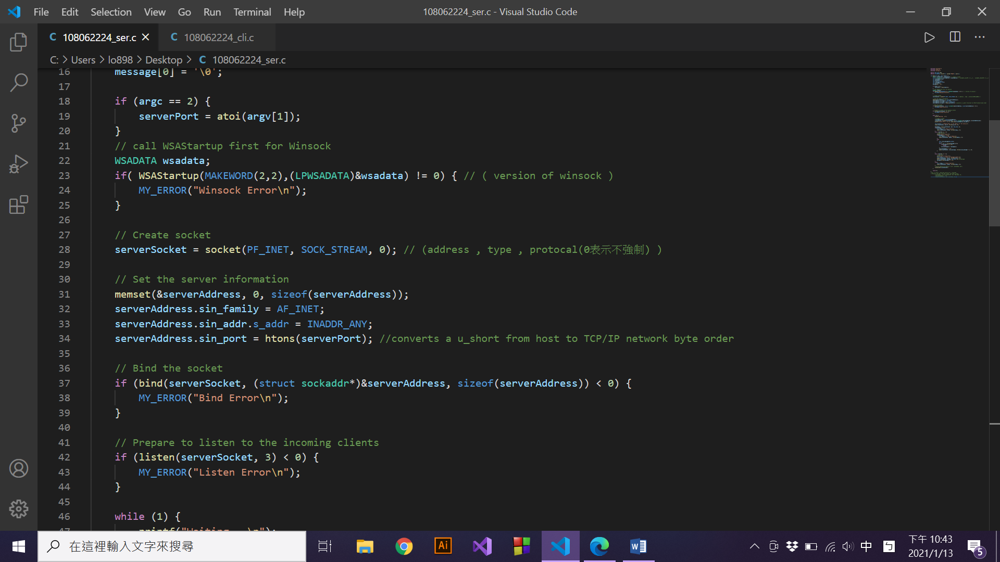 File Edit Selection View Go Run Terminal Help 108062224_ser.c - Visual Studio Code
C 108062224_ser.c C 108062224_cli.c
C: > Users > lo898 > Desktop > C 108062224_ser.c
16 message[0] = '\0';
17
18 if (argc == 2) {
19 serverPort = atoi(argv[1]);
20 }
21 // call WSAStartup first for Winsock
22 WSADATA wsadata;
23 if( WSAStartup(MAKEWORD(2,2),(LPWSADATA)&wsadata) != 0) { // ( version of winsock )
24 MY_ERROR("Winsock Error\n");
25 }
26
27 // Create socket
28 serverSocket = socket(PF_INET, SOCK_STREAM, 0); // (address , type , protocal(0表示不強制) )
29
30 // Set the server information
31 memset(&serverAddress, 0, sizeof(serverAddress));
32 serverAddress.sin_family = AF_INET;
33 serverAddress.sin_addr.s_addr = INADDR_ANY;
34 serverAddress.sin_port = htons(serverPort); //converts a u_short from host to TCP/IP network byte order
35
36 // Bind the socket
37 if (bind(serverSocket, (struct sockaddr*)&serverAddress, sizeof(serverAddress)) < 0) {
38 MY_ERROR("Bind Error\n");
39 }
40
41 // Prepare to listen to the incoming clients
42 if (listen(serverSocket, 3) < 0) {
43 MY_ERROR("Listen Error\n");
44 }
45
46 while (1) {
47 printf("Waiting...\n");
在這裡輸入文字來搜尋
Ai
中
ㄅ
下午 10:43
2021/1/13
5